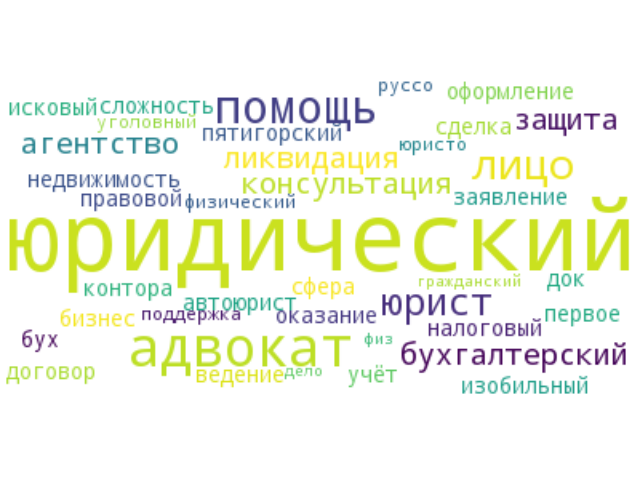 руссо
оформление
исковый сложность помощь
уголовный пятигорский сделка защита
агентство юристо
ликвидация лицо
недвижимость консультация
правовой физический заявление
юридический
контора сфера гражданский док
автоюрист юрист
бизнес поддержка оказание первое
налоговый
бух адвокат физ бухгалтерский
договор ведение дело учёт
изобильный